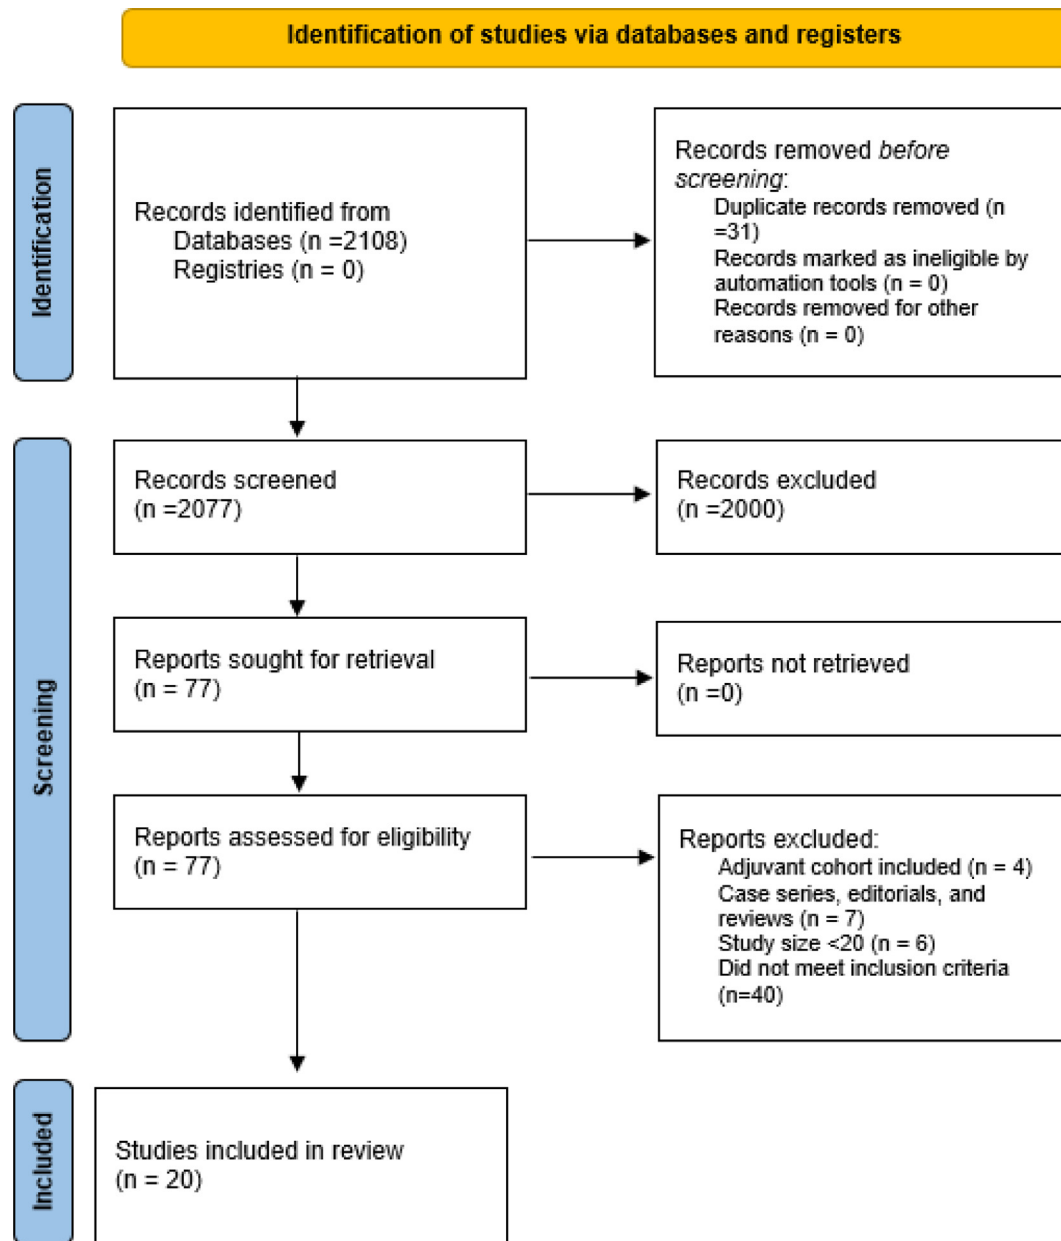 Identification of studies via databases and registers
Identification
Records identified from
Databases (n =2108)
Registries (n = 0)
Records removed before
screening:
Duplicate records removed (n
=31)
Records marked as ineligible by
automation tools (n = 0)
Records removed for other
reasons (n = 0)
Screening
Records screened
(n =2077)
Records excluded
(n =2000)
Reports sought for retrieval
(n = 77)
Reports not retrieved
(n =0)
Reports assessed for eligibility
(n = 77)
Reports excluded:
Adjuvant cohort included (n = 4)
Case series, editorials, and
reviews (n = 7)
Study size <20 (n = 6)
Did not meet inclusion criteria
(n=40)
Included
Studies included in review
(n = 20)